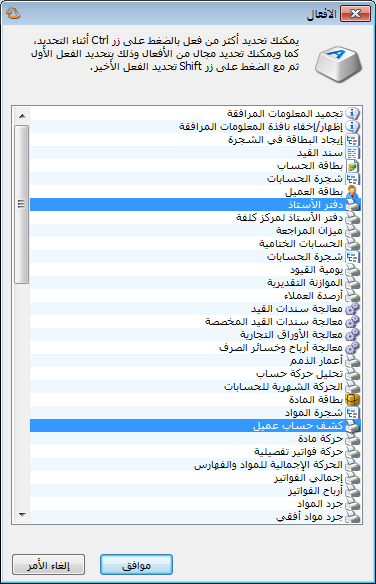 الافعال
يمكنك تحديد أكثر من فعل بالضغط على زر Ctrl أثناء التحديد,
كما ويمكنك تحديد مجال من الأفعال وذلك بتحديد الفعل الأول
ثم مع الضغط على زر Shift تحديد الفعل الأخير.
تجميد المعلومات المرافقة
إظهار/إخفاء نافذة المعلومات المرافقة
إيجاد البطاقة في الشجرة
سند القيد
بطاقة الحساب
شجرة الحسابات
بطاقة العميل
دفتر الأستاذ
دفتر الأستاذ لمركز كلفة
ميزان المراجعة
الحسابات الختامية
شجرة الحسابات
يومية القيود
الموازنة التقديرية
أرصدة العملاء
معالجة سندات القيد
معالجة سندات القيد المخصصة
معالجة الأوراق التجارية
معالجة أرباح وخسائر الصرف
أعمار الذمم
تحليل حركة حساب
الحركة الشهرية للحسابات
بطاقة المادة
شجرة المواد
كشف حساب عميل
حركة مادة
حركة فواتير تفصيلية
الحركة الإجمالية للمواد والفهارس
إجمالي الفواتير
أرباح الفواتير
جرد المواد
جرد مواد أفقي
موافق
إلغاء الأمر